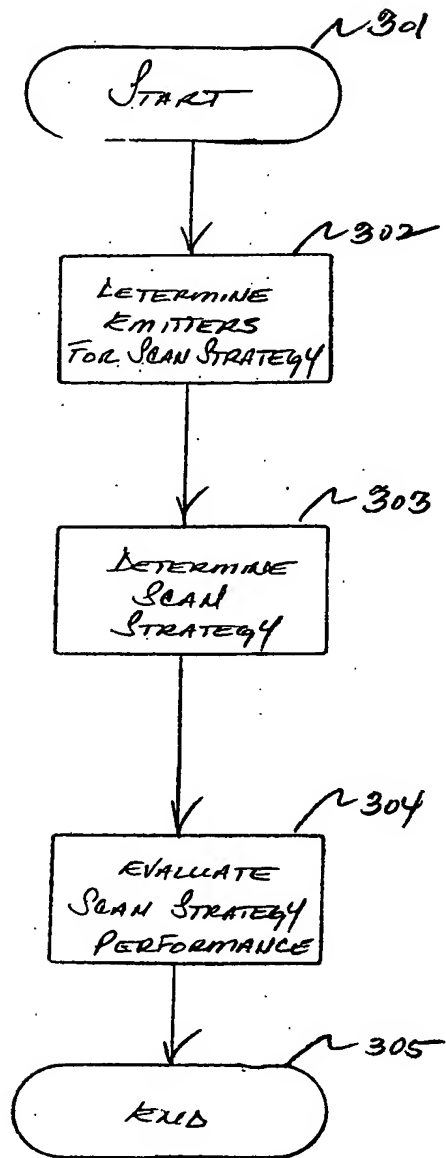 301
START
302
DETERMINE
EMITTERS
FOR SCAN STRATEGY
303
DETERMINE
SCAN
STRATEGY
304
EVALUATE
SCAN STRATEGY
PERFORMANCE
305
END